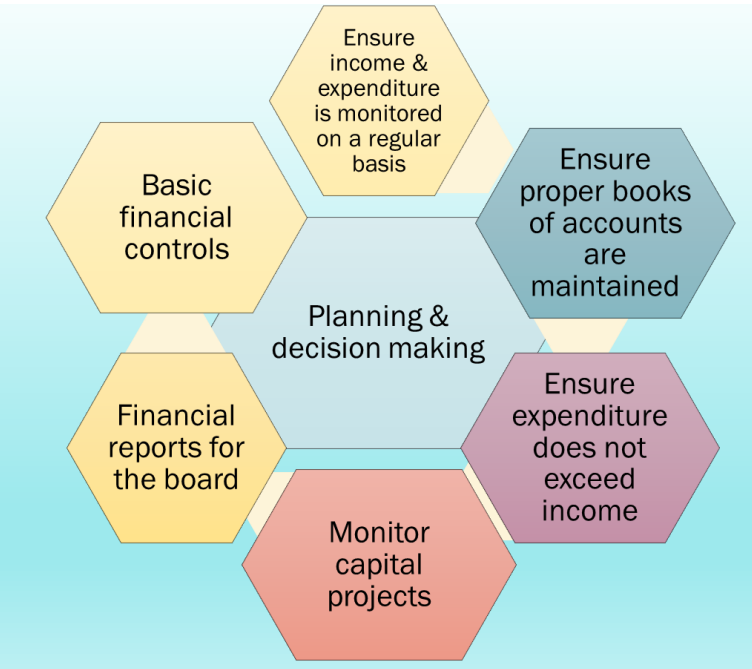 Ensure
income &
expenditure
is monitored
on a regular
basis
Ensure
proper books
of accounts
are
maintained
Ensure
expenditure
does not
exceed
income
Monitor
capital
projects
Financial
reports for
the board
Basic
financial
controls
Planning &
decision making